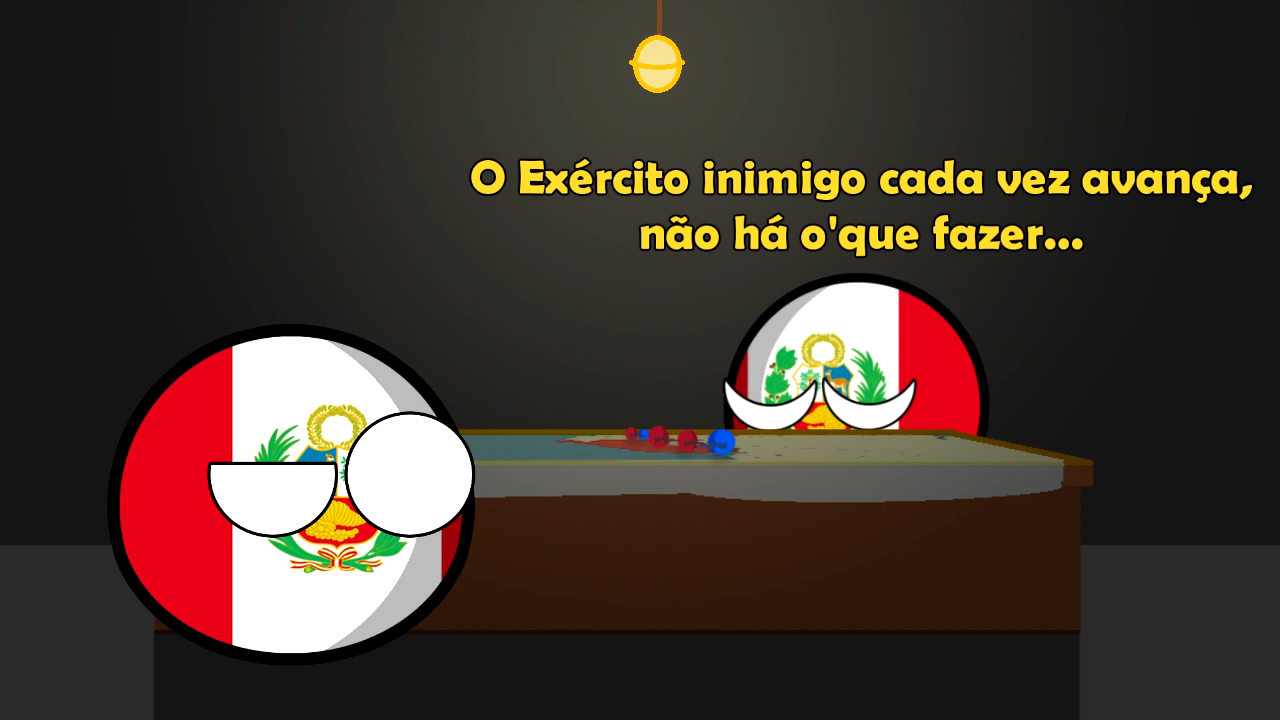 O Exército inimigo cada vez avança,
não há o'que fazer...